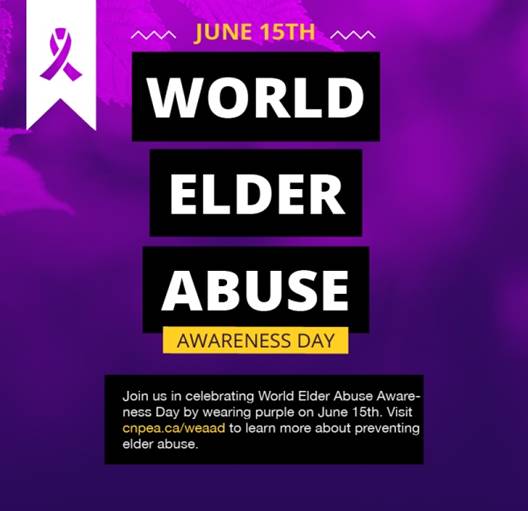 JUNE 15TH
WORLD
ELDER
ABUSE
AWARENESS DAY
Join us in celebrating World Elder Abuse Aware-
ness Day by wearing purple on June 15th. Visit
cnpea.ca/weaad to learn more about preventing
elder abuse.